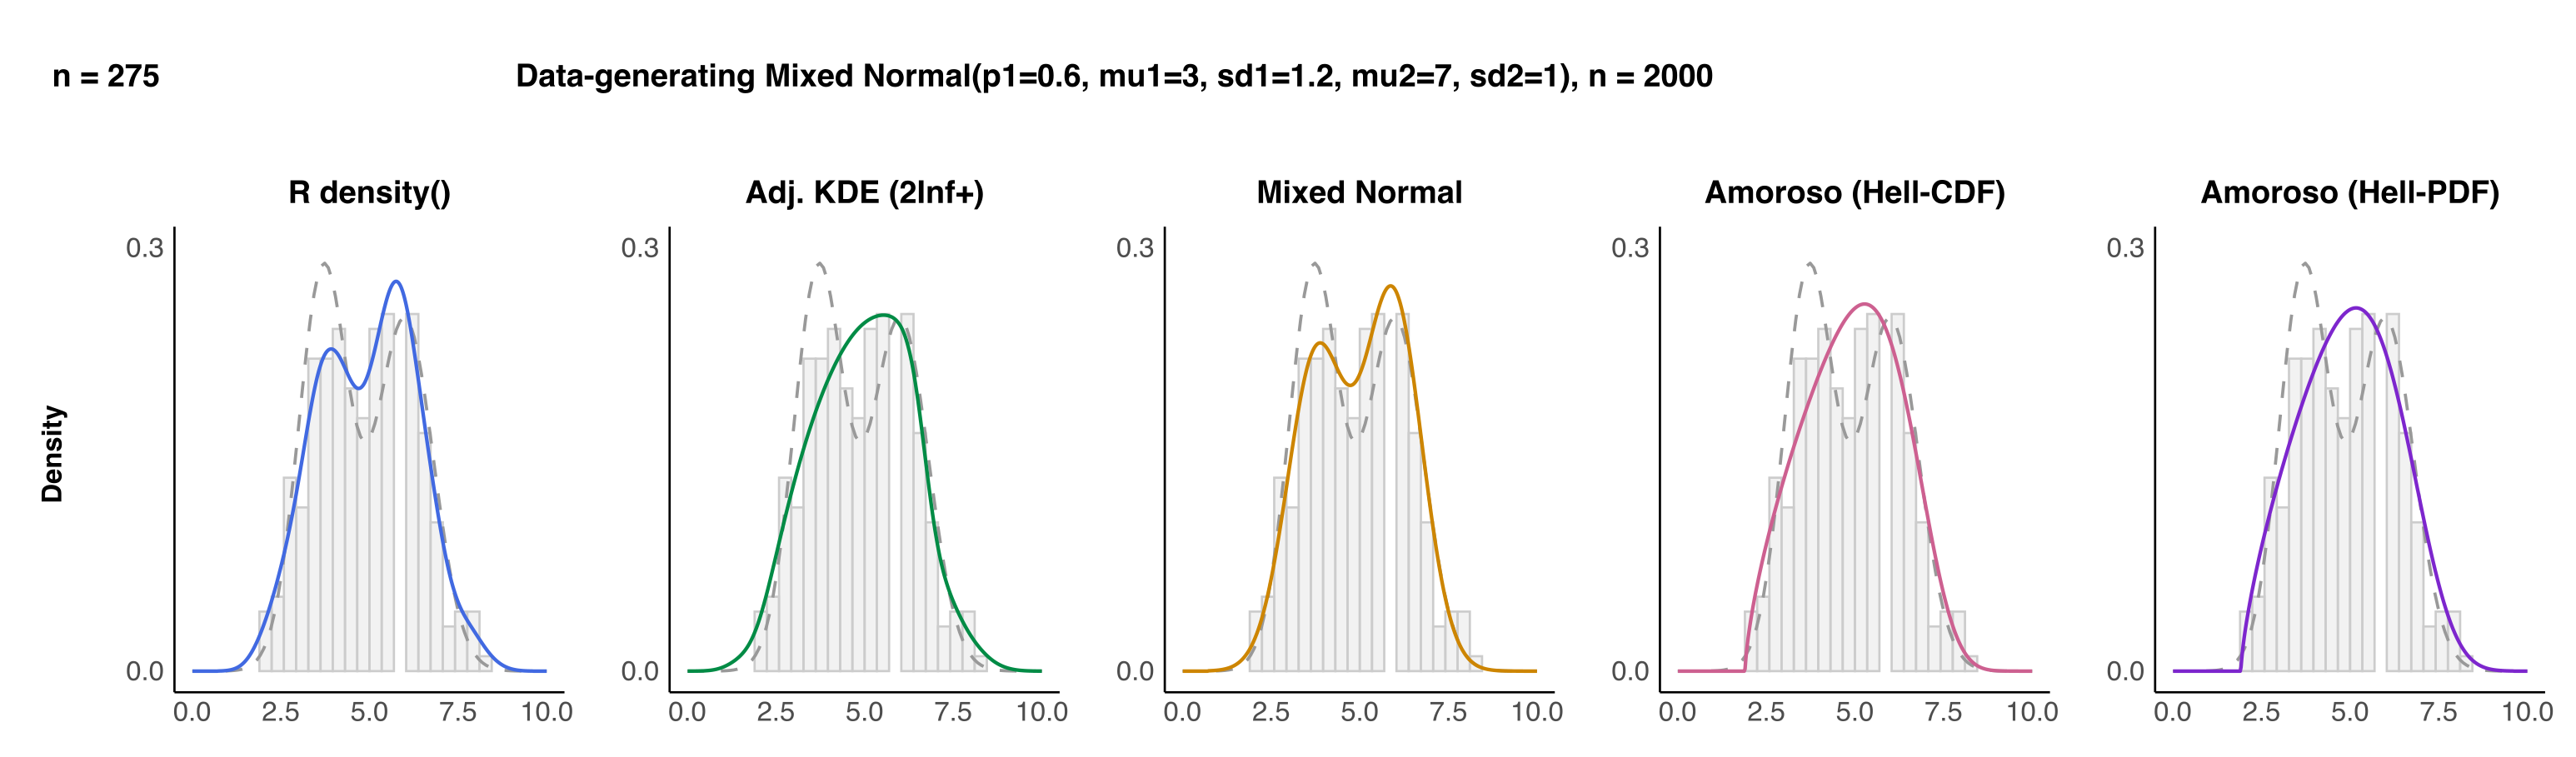 n = 275
Data-generating Mixed Normal(p1=0.6, mu1=3, sd1=1.2, mu2=7, sd2=1), n = 2000
R density()
Adj. KDE (2Inf+)
Mixed Normal
Amoroso (Hell-CDF)
Amoroso (Hell-PDF)
Density
0.3
0.0
0.0 2.5 5.0 7.5 10.0
0.3
0.0
0.0 2.5 5.0 7.5 10.0
0.3
0.0
0.0 2.5 5.0 7.5 10.0
0.3
0.0
0.0 2.5 5.0 7.5 10.0
0.3
0.0
0.0 2.5 5.0 7.5 10.0